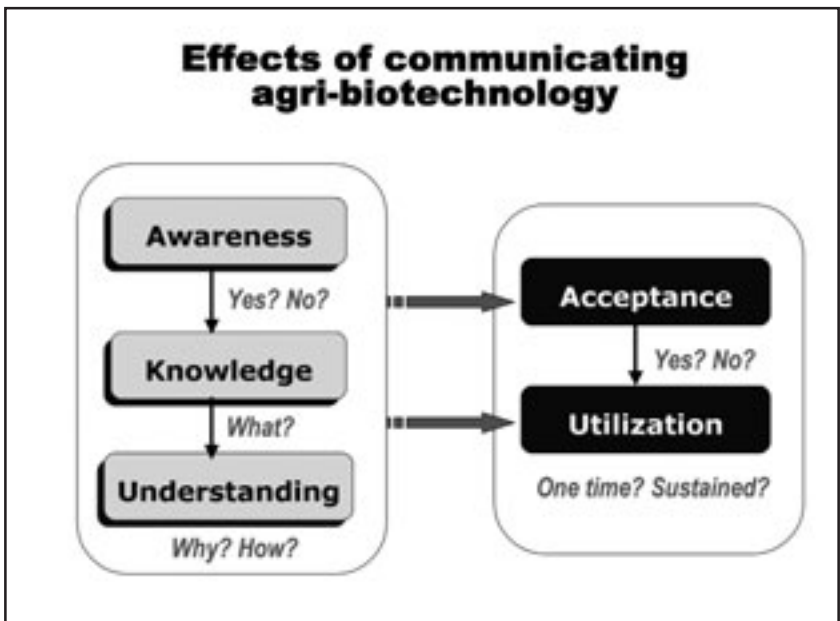 Effects of communicating
agri-biotechnology
Awareness
Yes? No?
Knowledge
What?
Understanding
Why? How?
Acceptance
Yes? No?
Utilization
One time? Sustained?